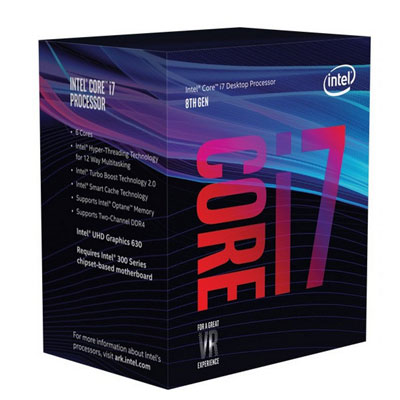 INTEL® CORE™ i7
PROCESSOR
• 6 Cores
• Intel® Hyper-Threading Technology
for 12 Way Multitasking
• Intel® Turbo Boost Technology 2.0
• Intel® Smart Cache Technology
• Supports Intel® Optane™ Memory
• Supports Two-Channel DDR4
Intel® UHD Graphics 630
Requires Intel® 300 Series
chipset-based motherboard
For more information about Intel's
processors, visit ark.intel.com
Intel® Core™ i7 Desktop Processor
8TH GEN
intel
CORE i7
FOR A GREAT
VR
EXPERIENCE